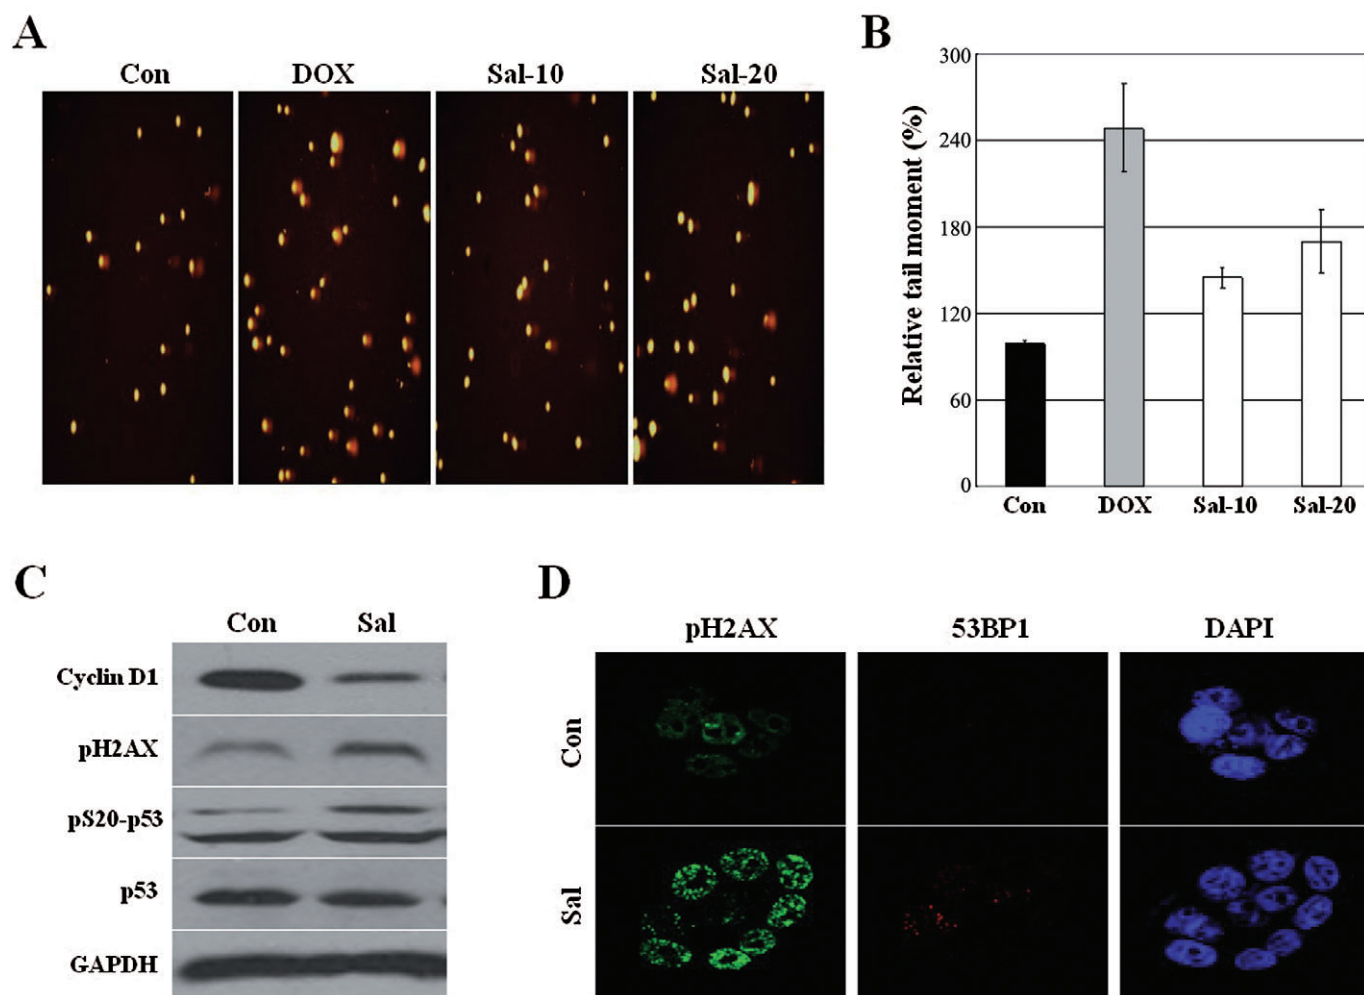 A
Con DOX Sal-10 Sal-20
B
Relative tail moment (%)
300
240
180
120
60
0
Con DOX Sal-10 Sal-20
C
Con Sal
Cyclin D1
pH2AX
pS20-p53
p53
GAPDH
D
pH2AX 53BP1 DAPI
Con
Sal